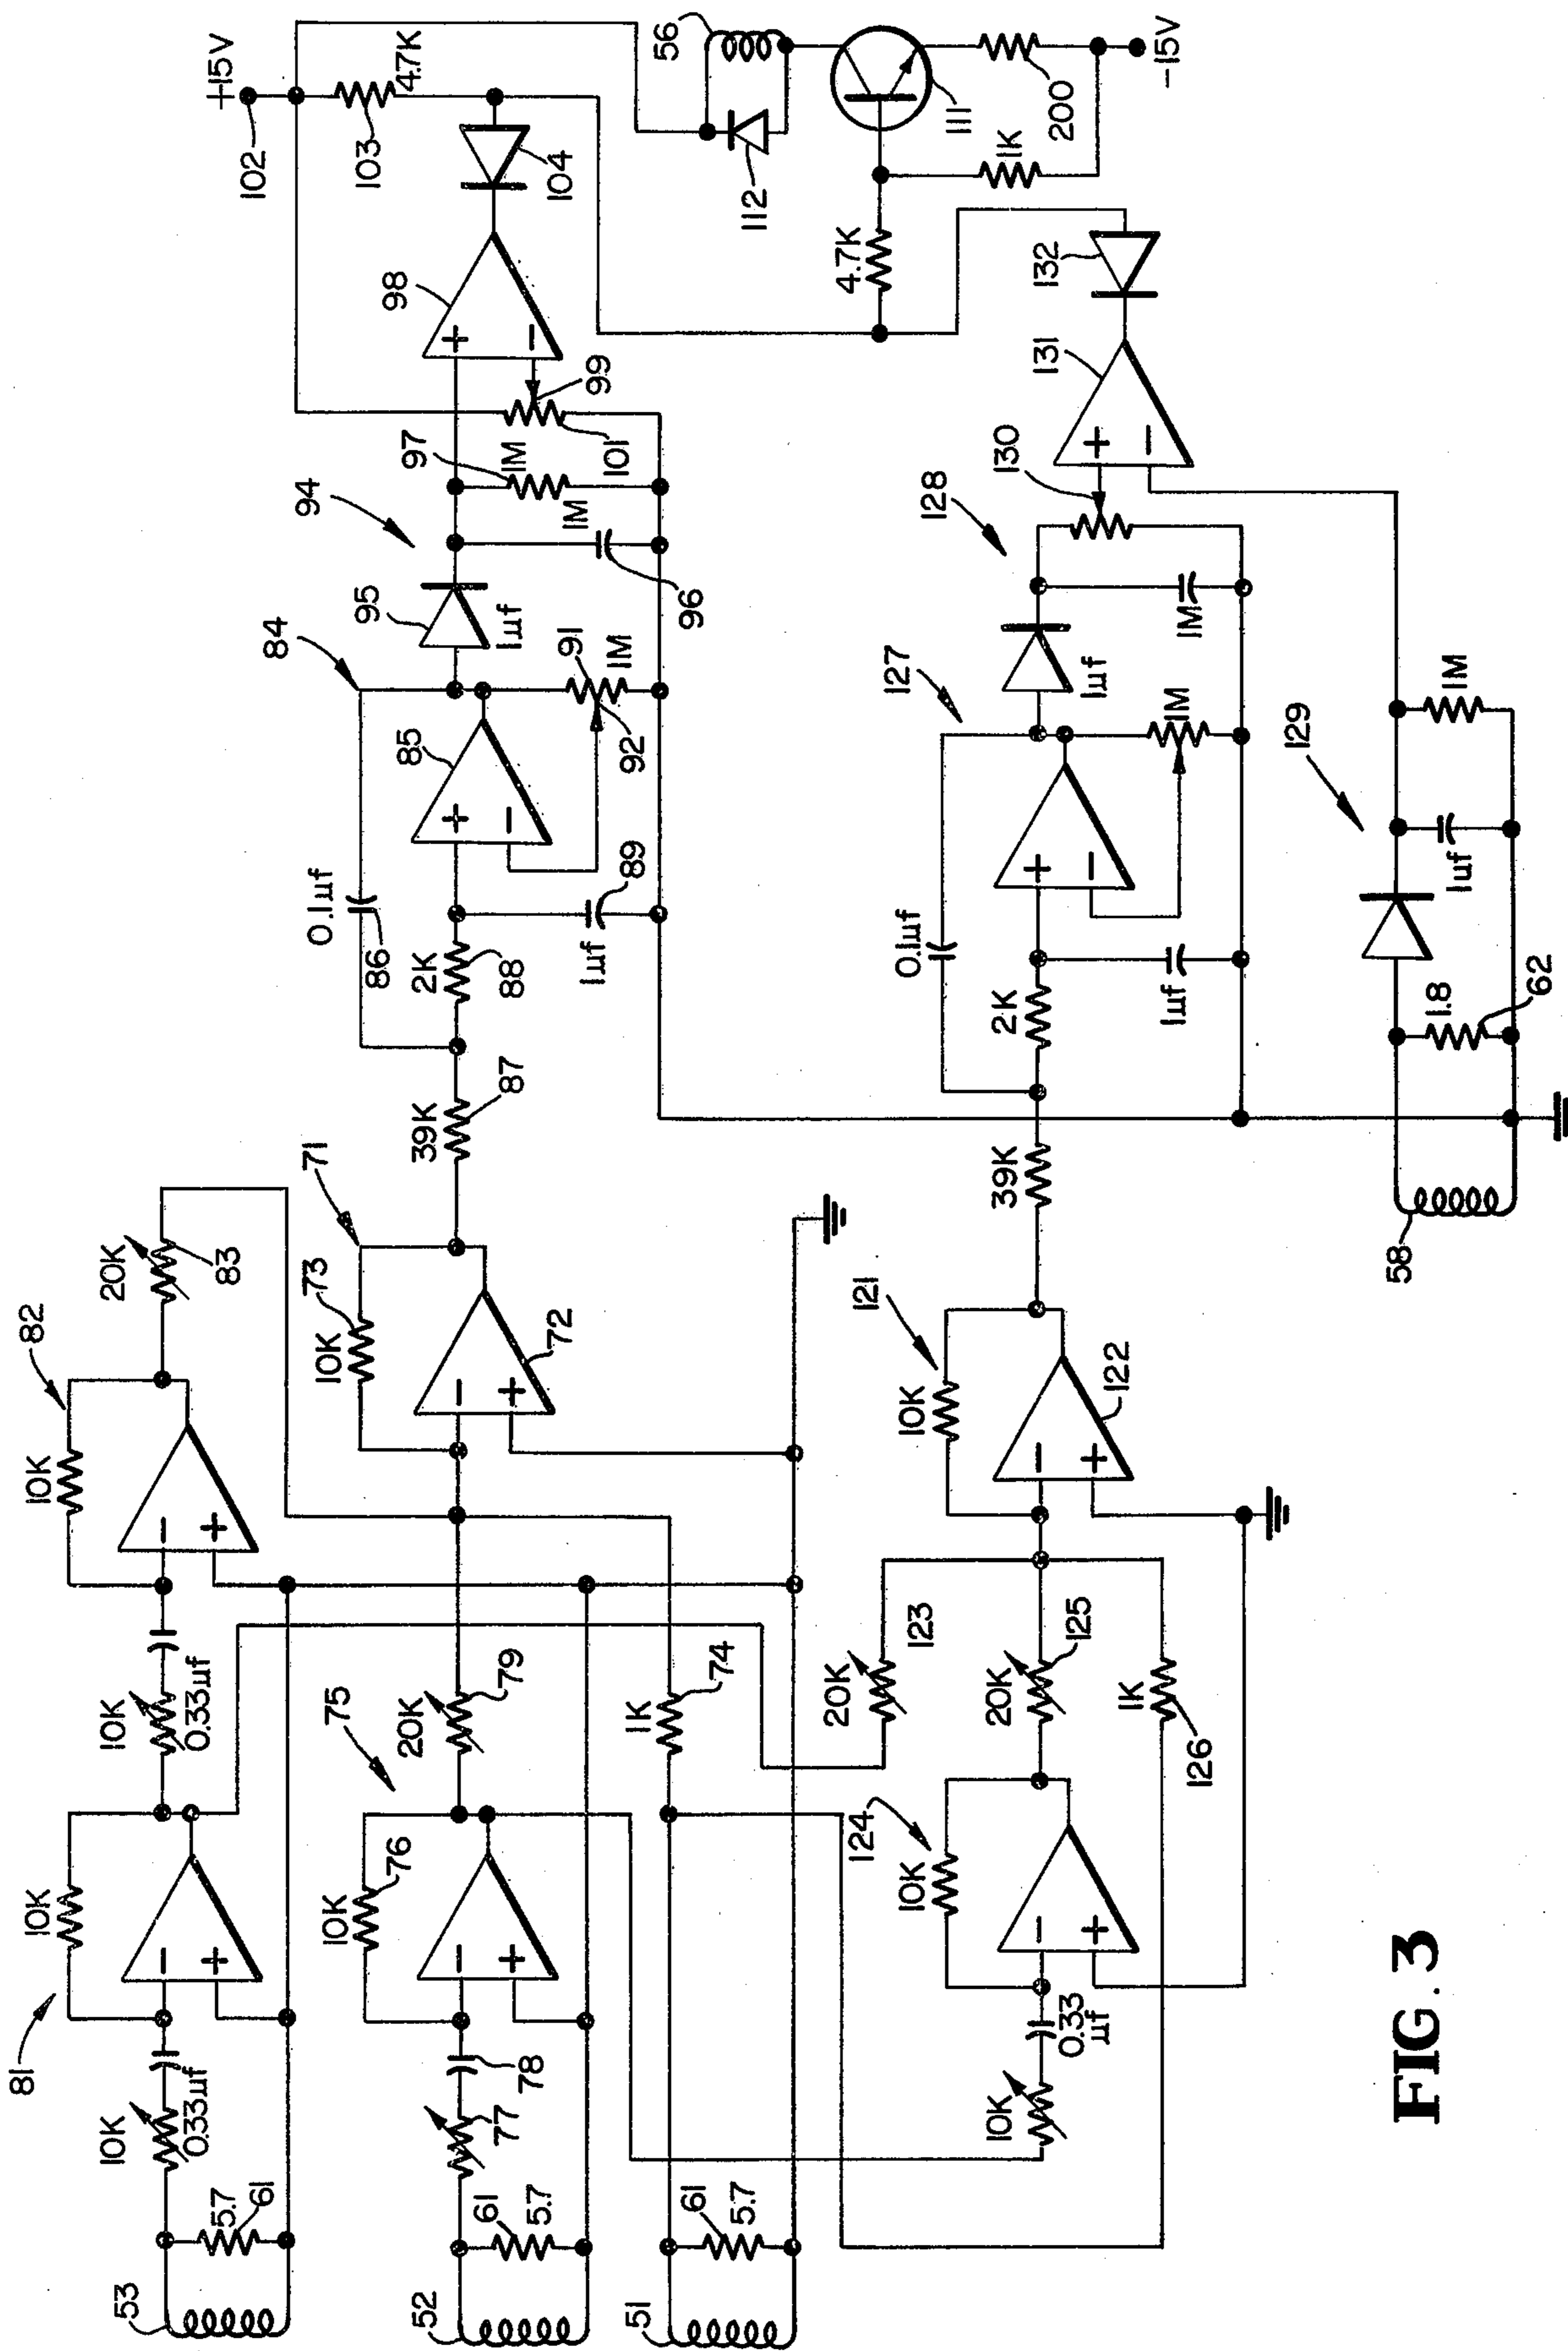 81
10K
10K
0.33µf
53
5.7
61
10K
0.33µf
10K
82
20K
83
75
10K
76
77
78
52
61
5.7
20K
79
10K
73
71
72
51
61
5.7
1K
74
39K
87
0.1µf
86
2K
88
1µf
89
84
85
91
92
1M
95
1µf
94
96
1M
97
1M
101
99
98
104
103
4.7K
102
+15V
56
112
111
200
1K
4.7K
-15V
10K
0.33
µf
124
10K
20K
123
20K
125
1K
126
121
10K
122
39K
0.1µf
2K
1µf
127
1M
1µf
128
1M
130
131
132
58
1.8
62
129
1µf
1M
FIG. 3